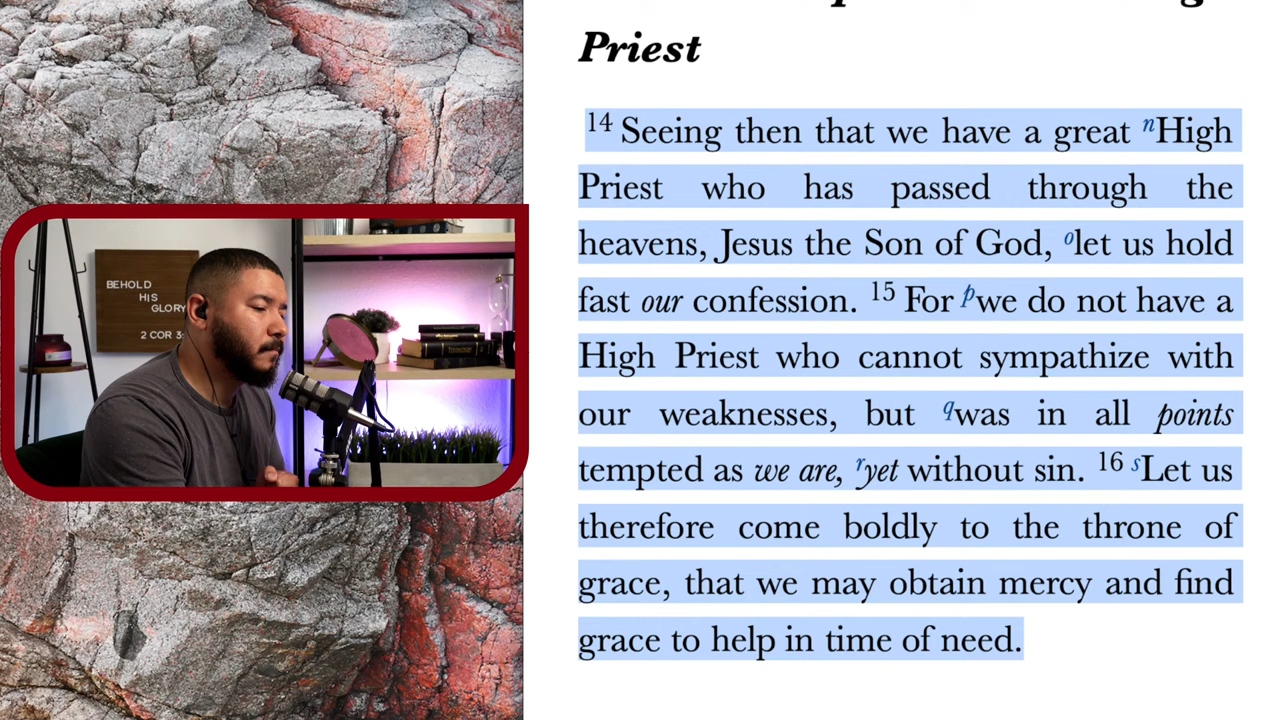 Priest
14 Seeing then that we have a great nHigh
Priest who has passed through the
heavens, Jesus the Son of God, olet us hold
fast our confession. 15 For pwe do not have a
High Priest who cannot sympathize with
our weaknesses, but qwas in all points
tempted as we are, ryet without sin. 16 sLet us
therefore come boldly to the throne of
grace, that we may obtain mercy and find
grace to help in time of need.
BEHOLD
HIS
GLORY
2 COR 3: